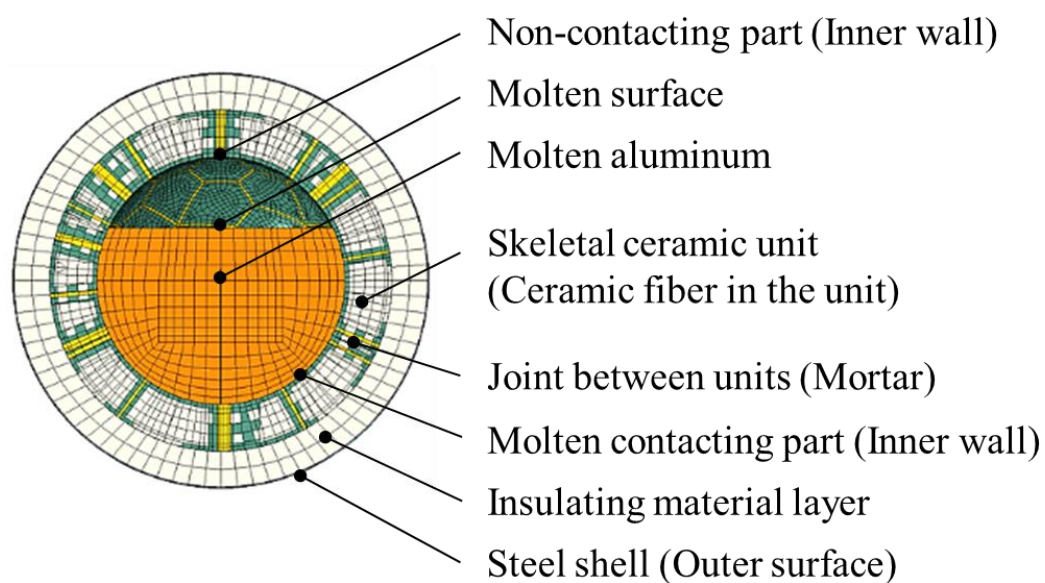 Non-contacting part (Inner wall)
Molten surface
Molten aluminum
Skeletal ceramic unit
(Ceramic fiber in the unit)
Joint between units (Mortar)
Molten contacting part (Inner wall)
Insulating material layer
Steel shell (Outer surface)